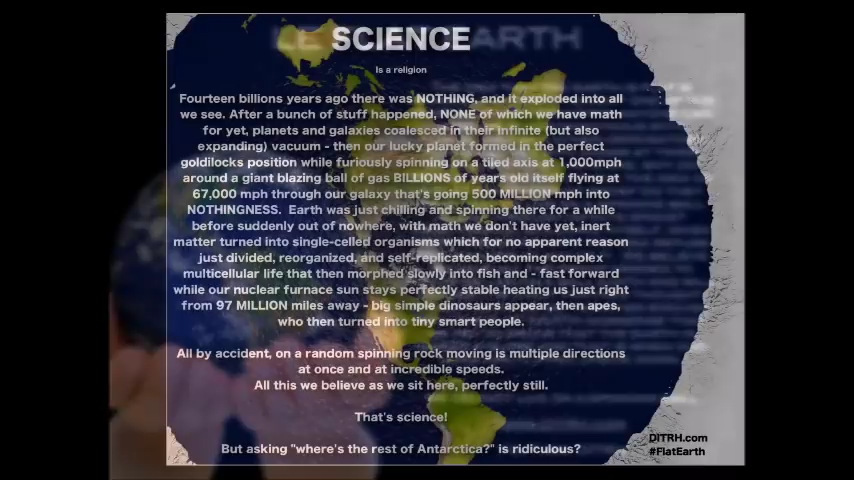 SCIENCE
Is a religion
Fourteen billions years ago there was NOTHING, and it exploded into all
we see. After a bunch of stuff happened, NONE of which we have math
for yet, planets and galaxies coalesced in their infinite (but also
expanding) vacuum - then our lucky planet formed in the perfect
goldilocks position while furiously spinning on a tiled axis at 1,000mph
around a giant blazing ball of gas BILLIONS of years old itself flying at
67,000 mph through our galaxy that's going 500 MILLION mph into
NOTHINGNESS. Earth was just chilling and spinning there for a while
before suddenly out of nowhere, with math we don't have yet, inert
matter turned into single-celled organisms which for no apparent reason
just divided, reorganized, and self-replicated, becoming complex
multicellular life that then morphed slowly into fish and - fast forward
while our nuclear furnace sun stays perfectly stable heating us just right
from 97 MILLION miles away - big simple dinosaurs appear, then apes,
who then turned into tiny smart people.
All by accident, on a random spinning rock moving is multiple directions
at once and at incredible speeds.
All this we believe as we sit here, perfectly still.
That's science!
But asking "where's the rest of Antarctica?" is ridiculous?
DITRH.com
#FlatEarth